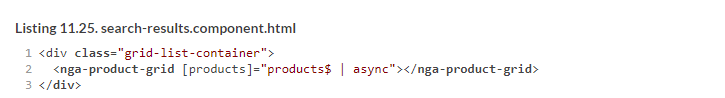 Listing 11.25. search-results.component.html
1 <div class="grid-list-container">
2   <nga-product-grid [products]="products$ | async"></nga-product-grid>
3 </div>